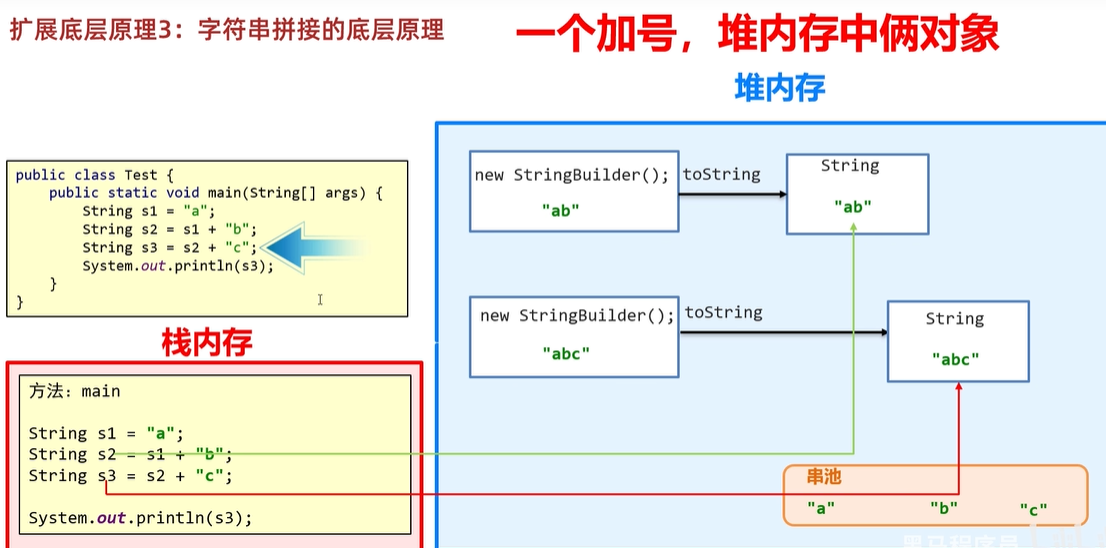 扩展底层原理3：字符串拼接的底层原理
一个加号，堆内存中俩对象
堆内存
public class Test {
public static void main(String[] args) {
String s1 = "a";
String s2 = s1 + "b";
String s3 = s2 + "c";
System.out.println(s3);
}
}
new StringBuilder();
"ab"
toString
String
"ab"
new StringBuilder();
"abc"
toString
String
"abc"
栈内存
方法：main
String s1 = "a";
String s2 = s1 + "b";
String s3 = s2 + "c";
System.out.println(s3);
串池
"a" "b" "c"
黑马程序员